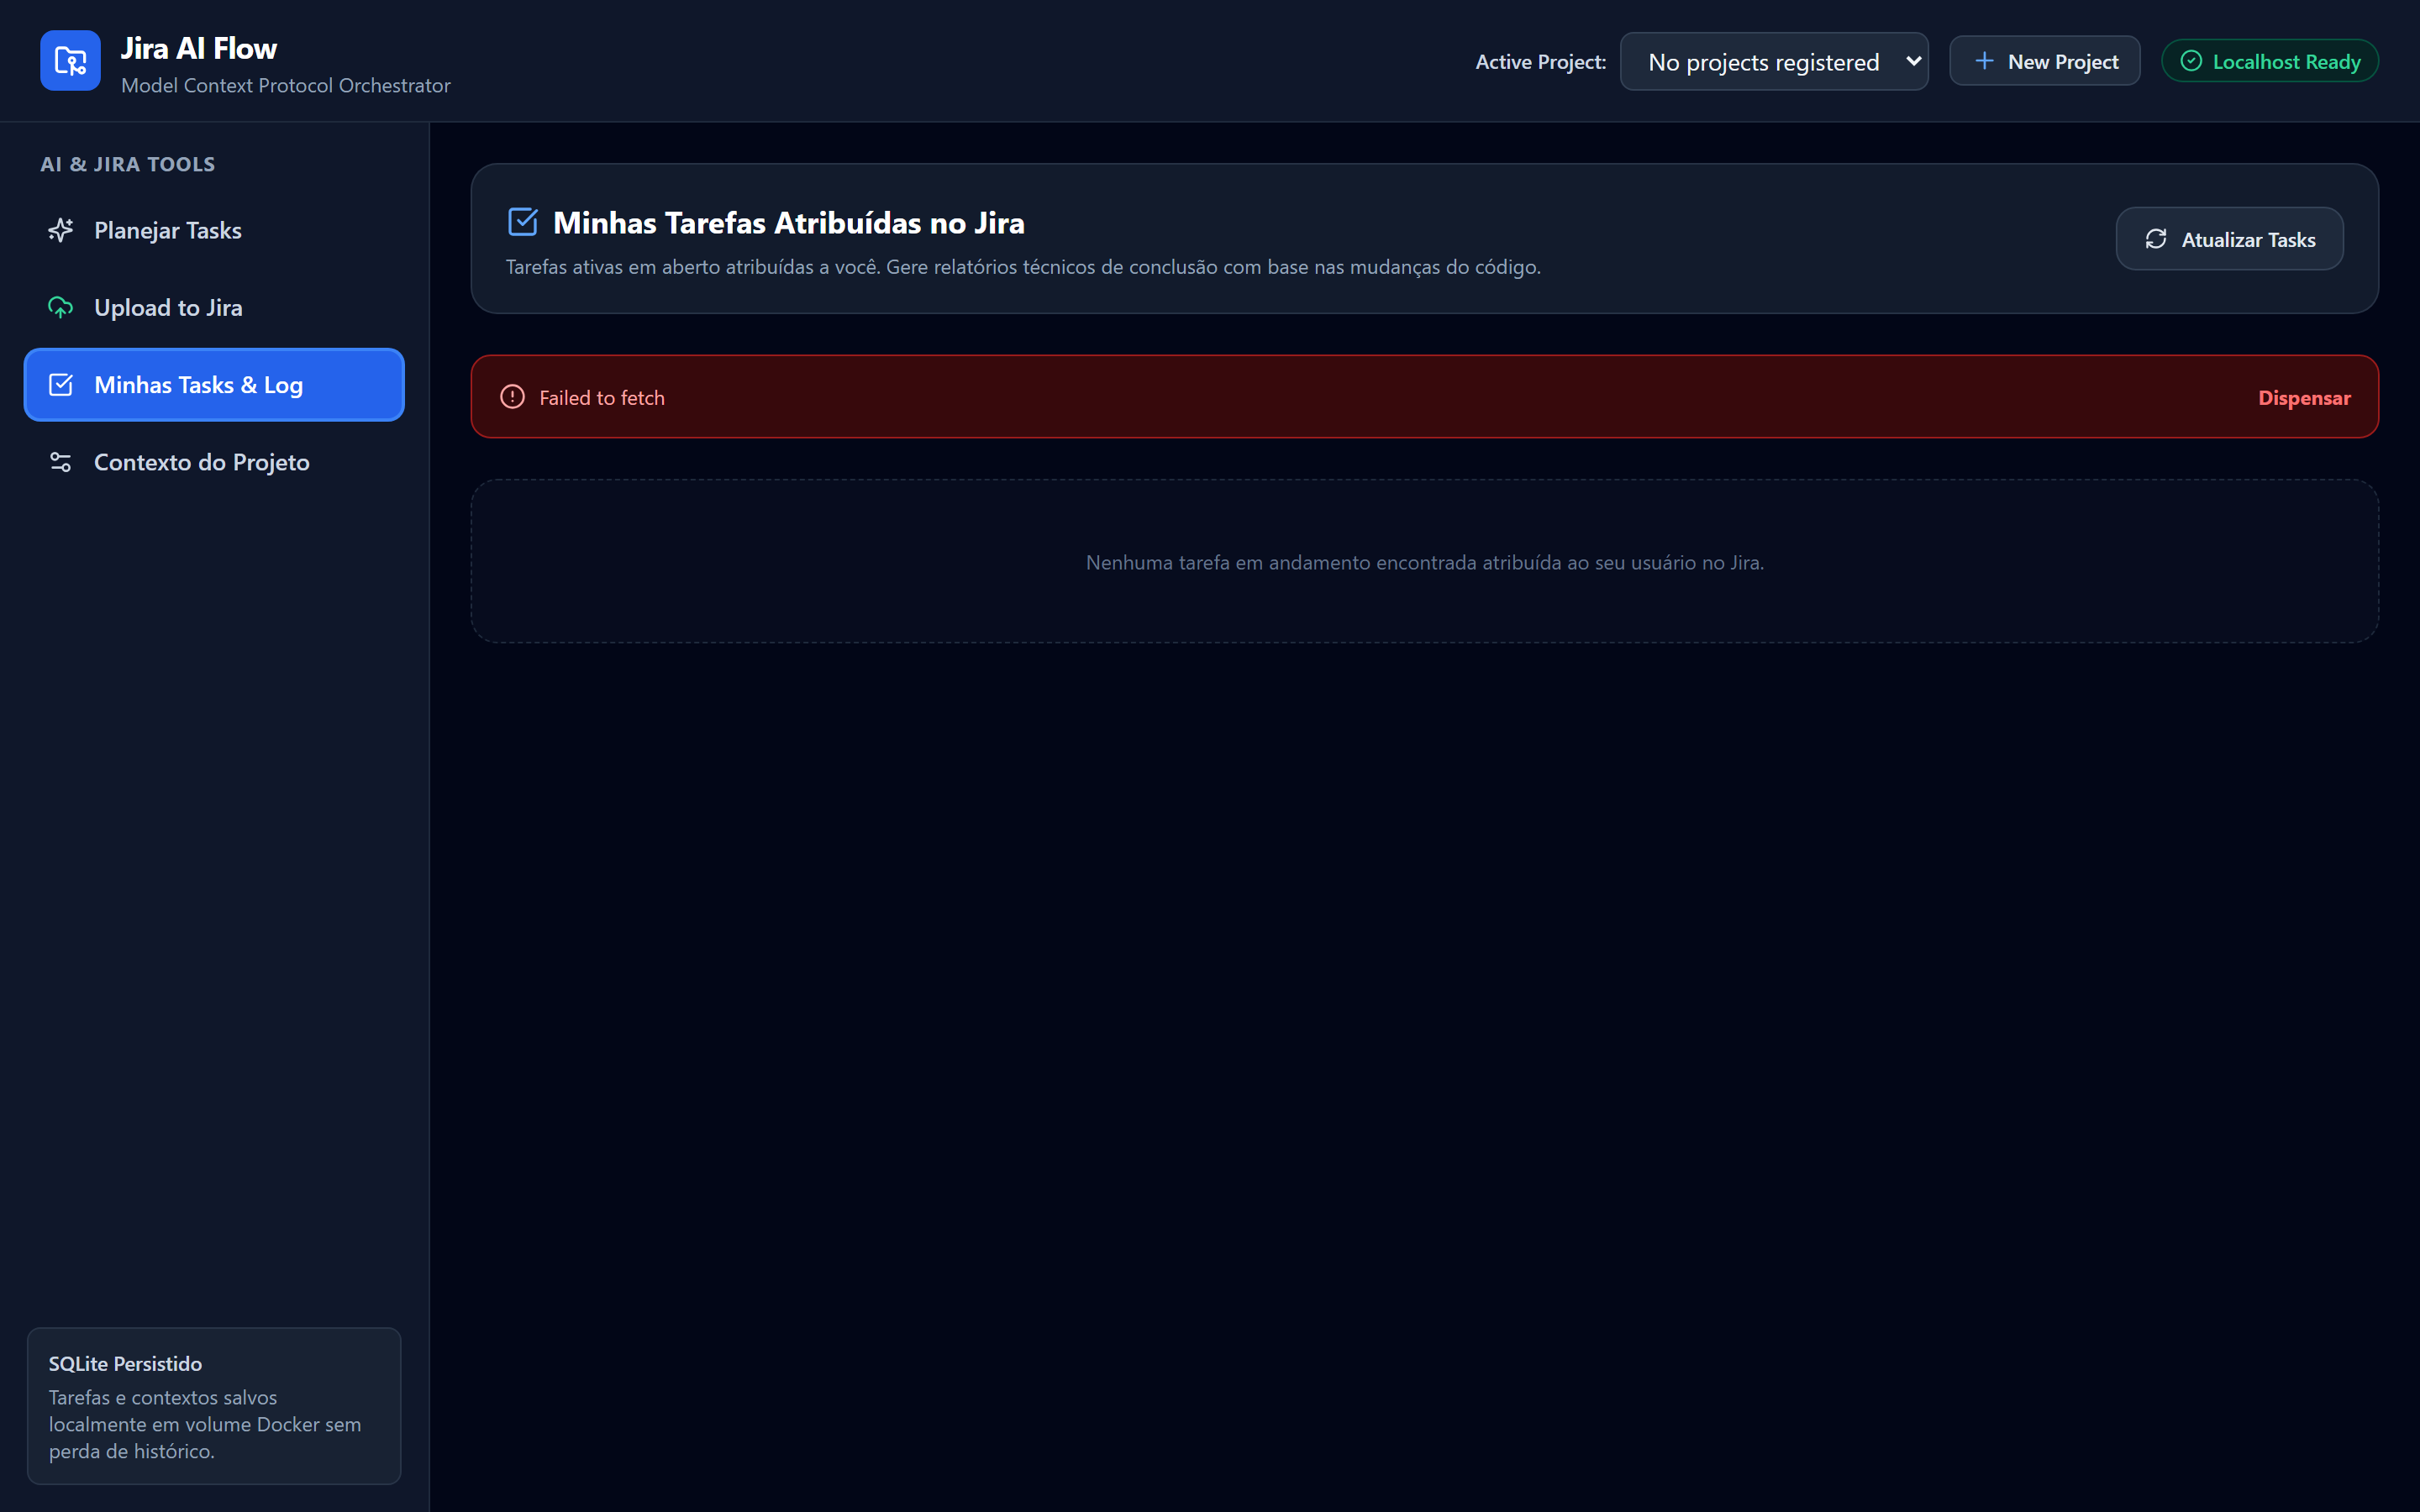 Jira AI Flow
Model Context Protocol Orchestrator
Active Project:
No projects registered
New Project
Localhost Ready
AI & JIRA TOOLS
Planejar Tasks
Upload to Jira
Minhas Tasks & Log
Contexto do Projeto
Minhas Tarefas Atribuídas no Jira
Tarefas ativas em aberto atribuídas a você. Gere relatórios técnicos de conclusão com base nas mudanças do código.
Atualizar Tasks
Failed to fetch
Dispensar
Nenhuma tarefa em andamento encontrada atribuída ao seu usuário no Jira.
SQLite Persistido
Tarefas e contextos salvos
localmente em volume Docker sem
perda de histórico.